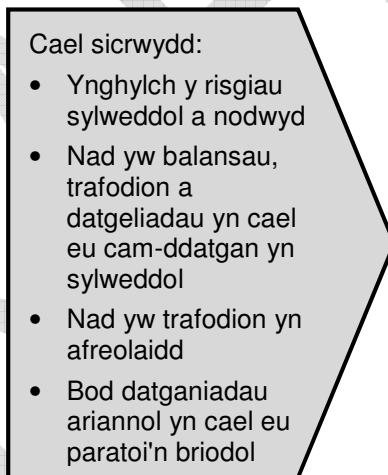 Cael sicrwydd:
• Ynghylch y risgiau
sylweddol a nodwyd
• Nad yw balansau,
trafodion a
datgeliadau yn cael
eu cam-ddatgan yn
sylweddol
• Nad yw trafodion yn
afreolaidd
• Bod datganiadau
ariannol yn cael eu
paratoi'n briodol